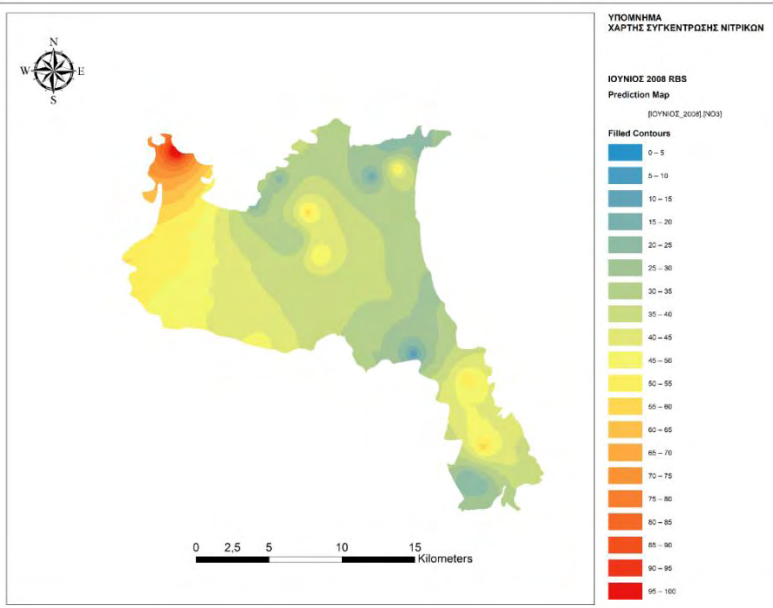 ΥΠΟΜΝΗΜΑ
ΧΑΡΤΗΣ ΣΥΓΚΕΝΤΡΩΣΗΣ ΝΙΤΡΙΚΩΝ
N
W E
S
ΙΟΥΝΙΟΣ 2008 RBS
Prediction Map
[ΙΟΥΝΙΟΣ_2008].[NO3]
Filled Contours
0 – 5
5 – 10
10 – 15
15 – 20
20 – 25
25 – 30
30 – 35
35 – 40
40 – 45
45 – 50
50 – 55
55 – 60
60 – 65
65 – 70
70 – 75
75 – 80
80 – 85
85 – 90
90 – 95
95 – 100
0 2,5 5 10 15
Kilometers